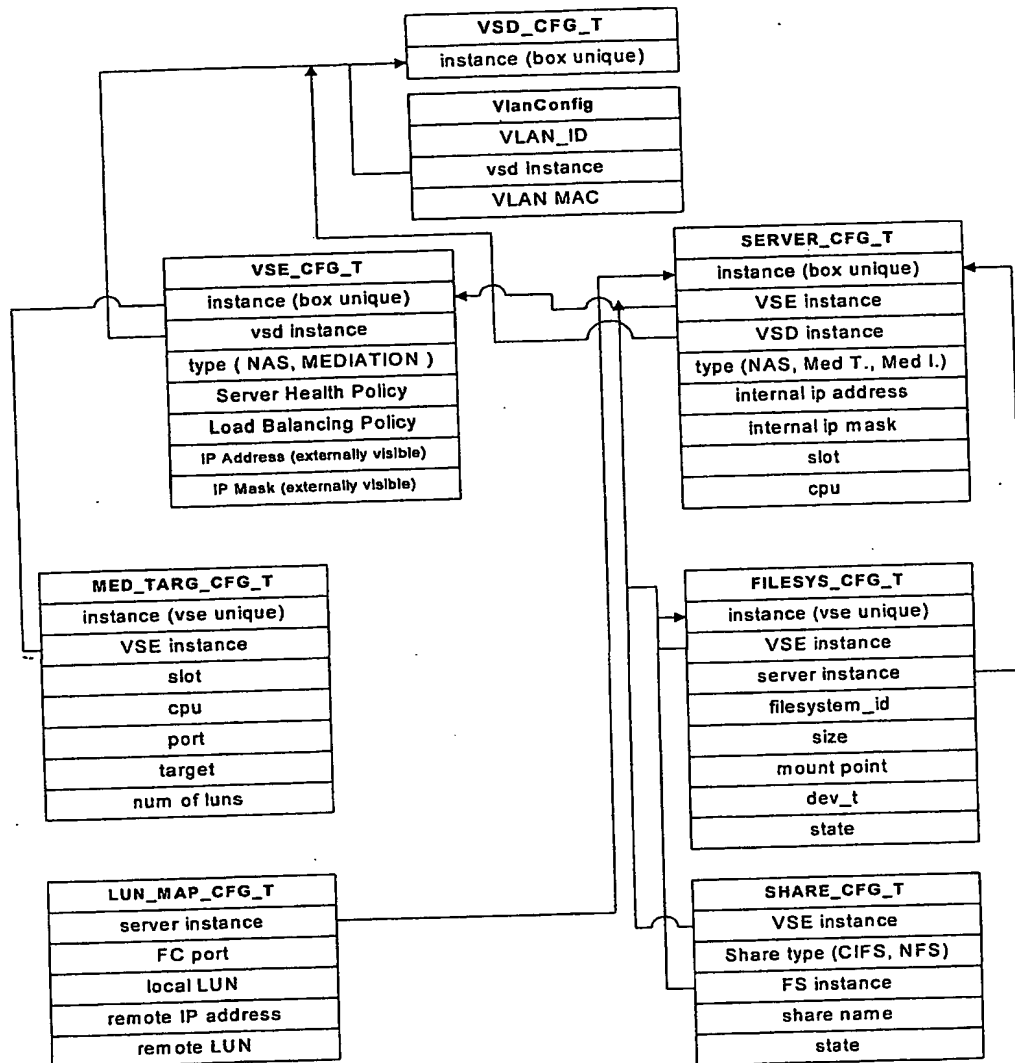 VSD_CFG_T
instance (box unique)
VlanConfig
VLAN_ID
vsd instance
VLAN MAC
VSE_CFG_T
instance (box unique)
vsd instance
type ( NAS, MEDIATION )
Server Health Policy
Load Balancing Policy
IP Address (externally visible)
IP Mask (externally visible)
SERVER_CFG_T
instance (box unique)
VSE instance
VSD instance
type (NAS, Med T., Med I.)
internal ip address
internal ip mask
slot
cpu
MED_TARG_CFG_T
instance (vse unique)
VSE instance
slot
cpu
port
target
num of luns
FILESYS_CFG_T
instance (vse unique)
VSE instance
server instance
filesystem_id
size
mount point
dev_t
state
LUN_MAP_CFG_T
server instance
FC port
local LUN
remote IP address
remote LUN
SHARE_CFG_T
VSE instance
Share type (CIFS, NFS)
FS instance
share name
state